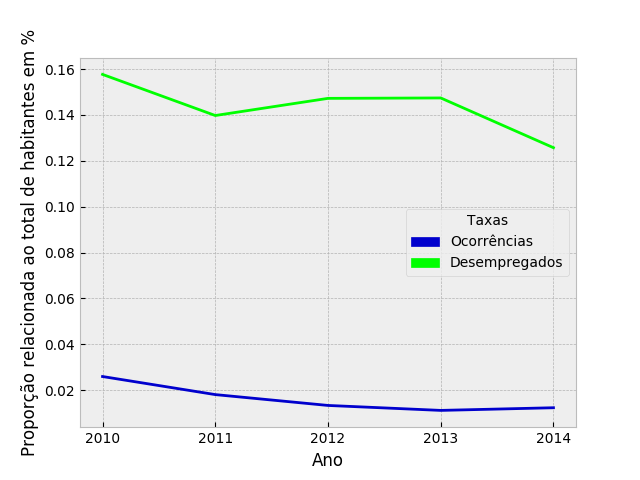 Proporção relacionada ao total de habitantes em %
0.16
0.14
0.12
0.10
0.08
0.06
0.04
0.02
Taxas
Ocorrências
Desempregados
2010 2011 2012 2013 2014
Ano